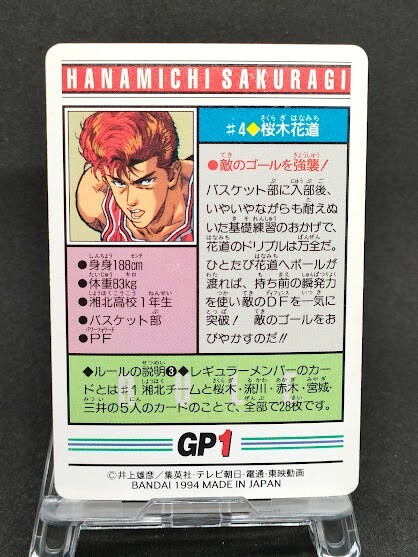 HANAMICHI SAKURAGI
♯4◆桜木花道
●敵のゴールを強襲!
バスケット部に入部後、
いやいやながらも耐えぬ
いた基礎練習のおかげで、
花道のドリブルは万全だ。
ひとたび花道へボールが
渡れば、持ち前の瞬発力
を使い敵のDFを一気に
突破! 敵のゴールをお
びやかすのだ!!
●身身188cm
●体重83kg
●湘北高校1年生
●バスケット部
●PF
◆ルールの説明❸◆レギュラーメンバーのカー
ドとは♯1湘北チームと桜木・流川・赤木・宮城・
三井の5人のカードのことで、全部で28枚です。
GP1
©井上雄彦/集英社・テレビ朝日・電通・東映動画
BANDAI 1994 MADE IN JAPAN